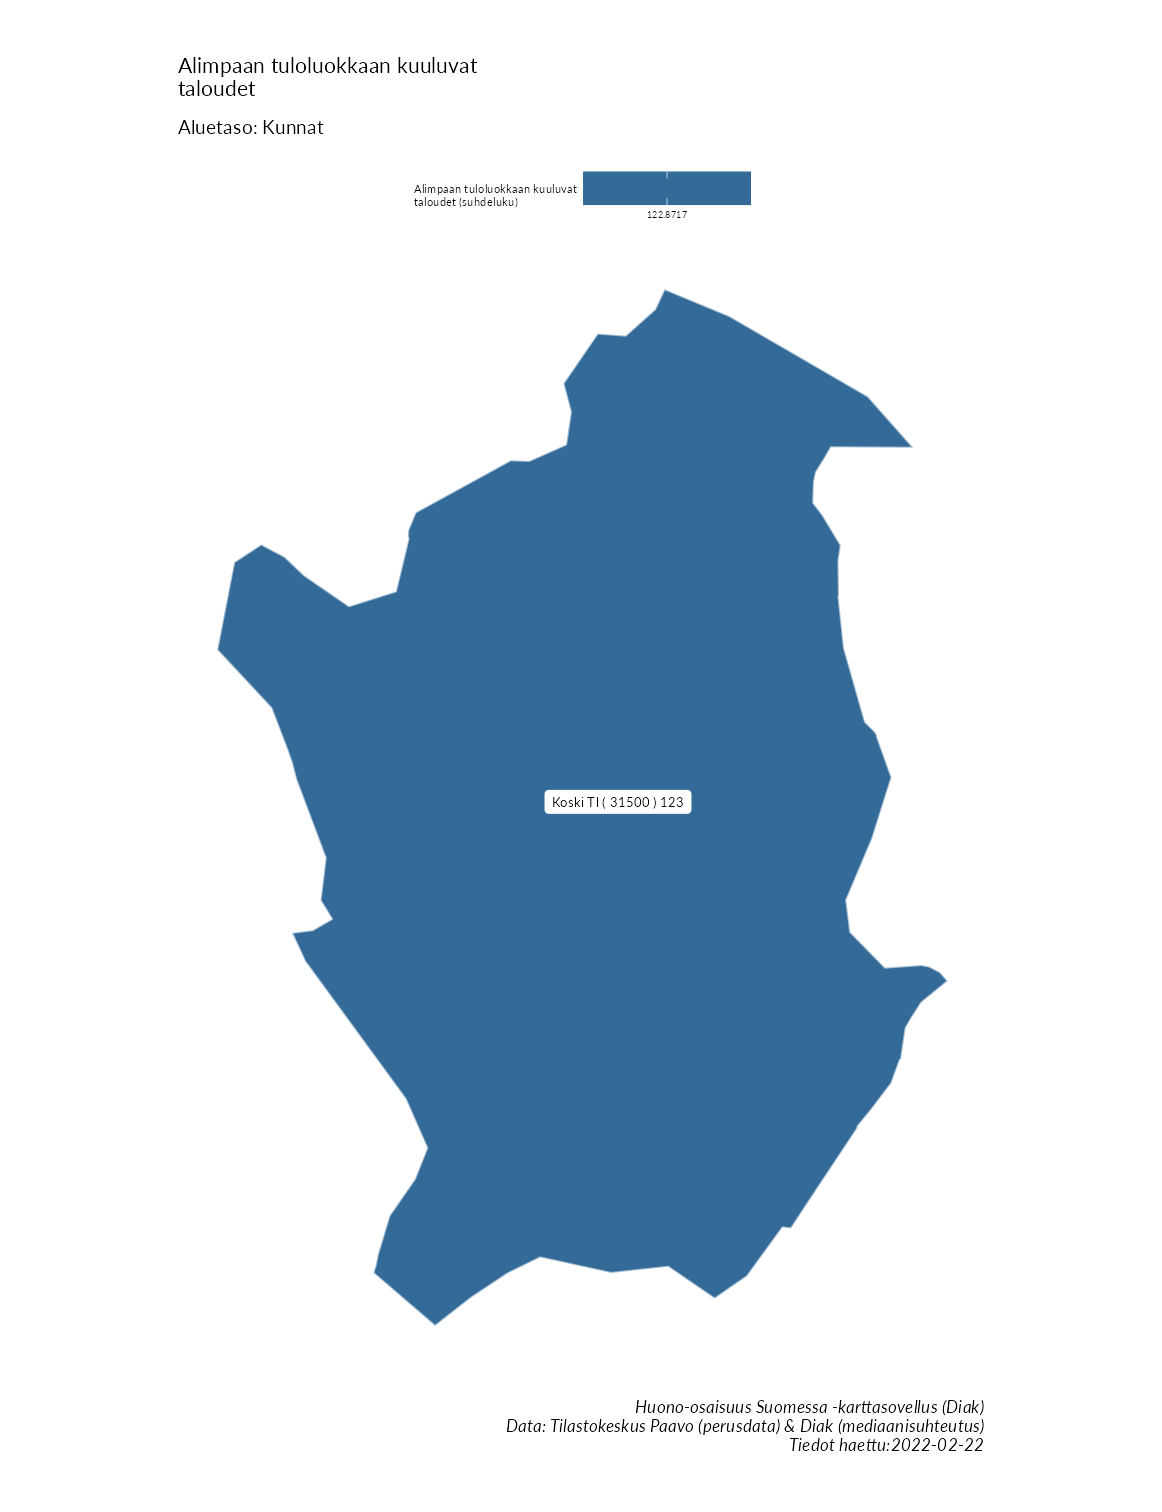 Alimpaan tuloluokkaan kuuluvat
taloudet
Aluetaso: Kunnat
Alimpaan tuloluokkaan kuuluvat
taloudet (suhdeluku)
122.8717
Koski Tl ( 31500 ) 123
Huono-osaisuus Suomessa -karttasovellus (Diak)
Data: Tilastokeskus Paavo (perusdata) & Diak (mediaanisuhteutus)
Tiedot haettu:2022-02-22